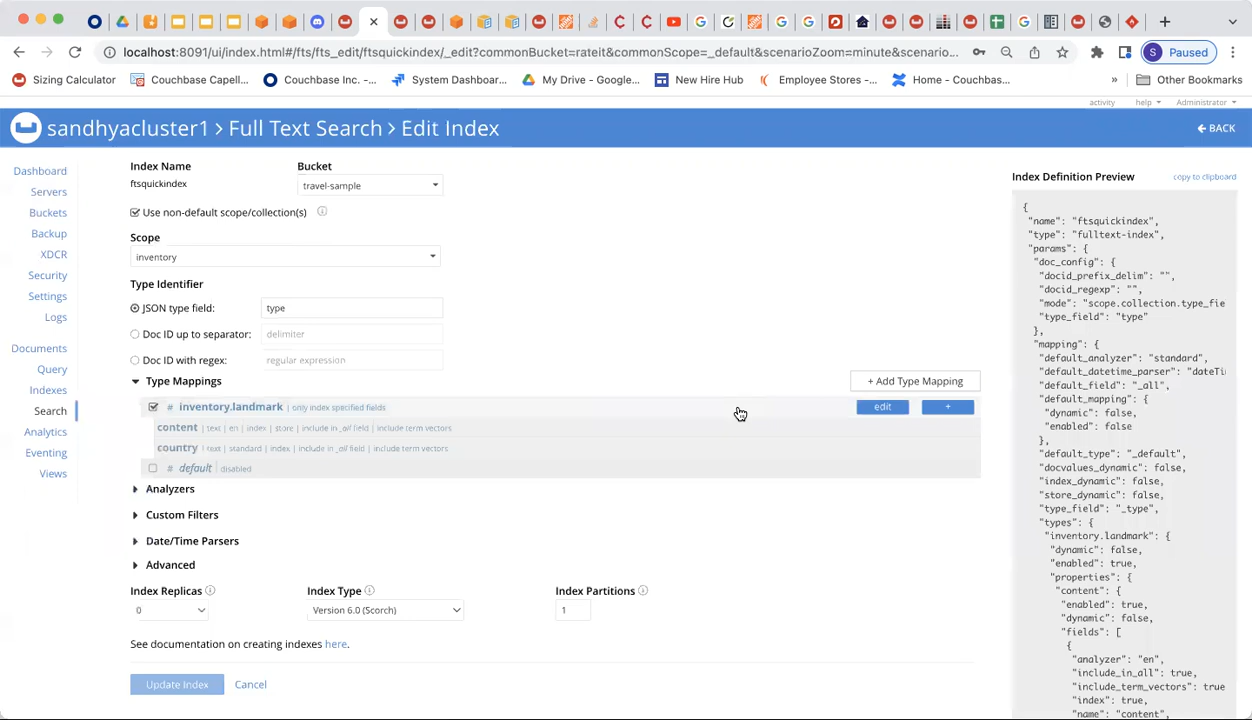 localhost:8091/ui/index.html#/fts/fts_edit/ftsquickindex/_edit?commonBucket=rateit&commonScope=_default&scenarioZoom=minute&scenario...
S Paused
Sizing Calculator Couchbase Capell... Couchbase Inc. -... System Dashboar... My Drive - Google... New Hire Hub Employee Stores -... Home - Couchbas... » Other Bookmarks
activity help Administrator
sandhyacluster1 > Full Text Search > Edit Index
BACK
Dashboard
Servers
Buckets
Backup
XDCR
Security
Settings
Logs
Documents
Query
Indexes
Search
Analytics
Eventing
Views
Index Name Bucket
ftsquickindex travel-sample
Use non-default scope/collection(s)
Scope
inventory
Type Identifier
JSON type field: type
Doc ID up to separator: delimiter
Doc ID with regex: regular expression
Type Mappings + Add Type Mapping
# inventory.landmark | only index specified fields edit +
content | text | en | index | store | include in _all field | include term vectors
country | text | standard | index | include in _all field | include term vectors
# default | disabled
Analyzers
Custom Filters
Date/Time Parsers
Advanced
Index Replicas Index Type Index Partitions
0 Version 6.0 (Scorch) 1
See documentation on creating indexes here.
Update Index Cancel
Index Definition Preview copy to clipboard
{
"name": "ftsquickindex",
"type": "fulltext-index",
"params": {
"doc_config": {
"docid_prefix_delim": "",
"docid_regexp": "",
"mode": "scope.collection.type_fie
"type_field": "type"
},
"mapping": {
"default_analyzer": "standard",
"default_datetime_parser": "dateTi
"default_field": "_all",
"default_mapping": {
"dynamic": false,
"enabled": false
},
"default_type": "_default",
"docvalues_dynamic": false,
"index_dynamic": false,
"store_dynamic": false,
"type_field": "_type",
"types": {
"inventory.landmark": {
"dynamic": false,
"enabled": true,
"properties": {
"content": {
"enabled": true,
"dynamic": false,
"fields": [
{
"analyzer": "en",
"include_in_all": true,
"include_term_vectors": true
"index": true,
"name": "content",